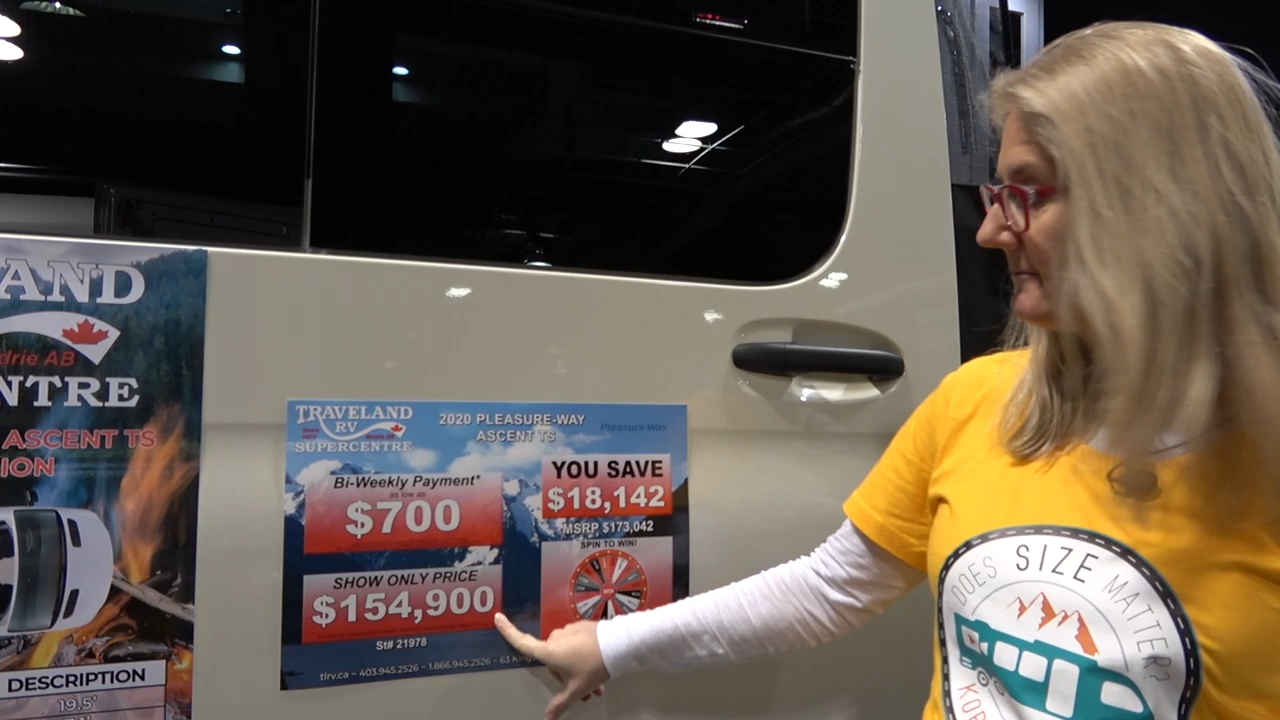 AND
drie AB
NTRE
ASCENT TS
ION
DESCRIPTION
19.5'
TRAVELAND
RV
SUPERCENTRE
2020 PLEASURE-WAY
ASCENT TS
Pleasure-Way
Bi-Weekly Payment*
as low as
$700
YOU SAVE
$18,142
MSRP $173,042
SPIN TO WIN!
SHOW ONLY PRICE
$154,900
St# 21978
tlrv.ca ~ 403.945.2526 ~ 1.866.945.2526 ~ 63 King
DOES SIZE MATTER?
KOR